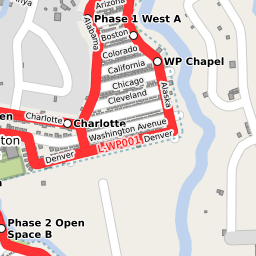 Arizona
Phase 1 West A
Alabama
Boston
Colorado
WP Chapel
California
Chicago
Cleveland
Alaska
Charlotte
Charlotte
Washington Avenue
Denver
L-WP001
Denver
Phase 2 Open
Space B